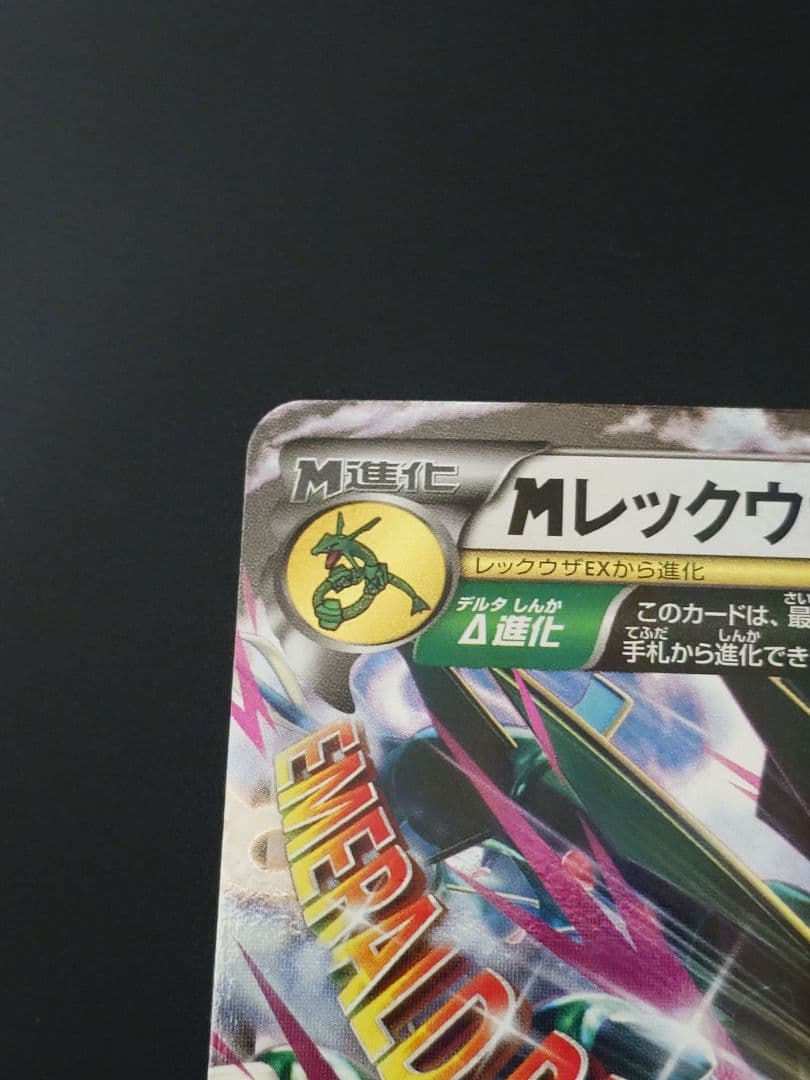 M進化
Mレックウ
レックウザEXから進化
デルタ しんか
Δ進化
さい
このカードは、最
てふだ しんか
手札から進化でき
EMERALD